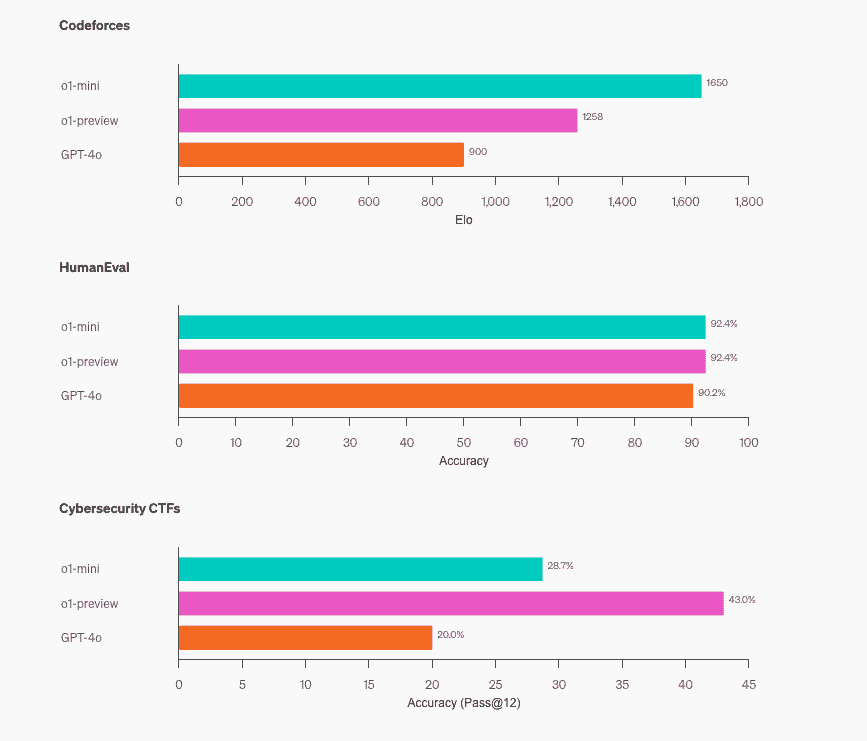 Codeforces
o1-mini 1650
o1-preview 1258
GPT-4o 900
0 200 400 600 800 1,000 1,200 1,400 1,600 1,800
Elo
HumanEval
o1-mini 92.4%
o1-preview 92.4%
GPT-4o 90.2%
0 10 20 30 40 50 60 70 80 90 100
Accuracy
Cybersecurity CTFs
o1-mini 28.7%
o1-preview 43.0%
GPT-4o 20.0%
0 5 10 15 20 25 30 35 40 45
Accuracy (Pass@12)